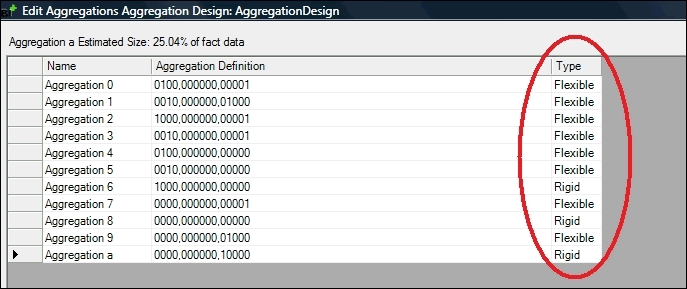 Edit Aggregations Aggregation Design: AggregationDesign
Aggregation a Estimated Size: 25.04% of fact data
Name Aggregation Definition Type
Aggregation 0 0100,000000,00001 Flexible
Aggregation 1 0010,000000,01000 Flexible
Aggregation 2 1000,000000,00001 Flexible
Aggregation 3 0010,000000,00001 Flexible
Aggregation 4 0100,000000,00000 Flexible
Aggregation 5 0010,000000,00000 Flexible
Aggregation 6 1000,000000,00000 Rigid
Aggregation 7 0000,000000,00001 Flexible
Aggregation 8 0000,000000,00000 Rigid
Aggregation 9 0000,000000,01000 Flexible
Aggregation a 0000,000000,10000 Rigid